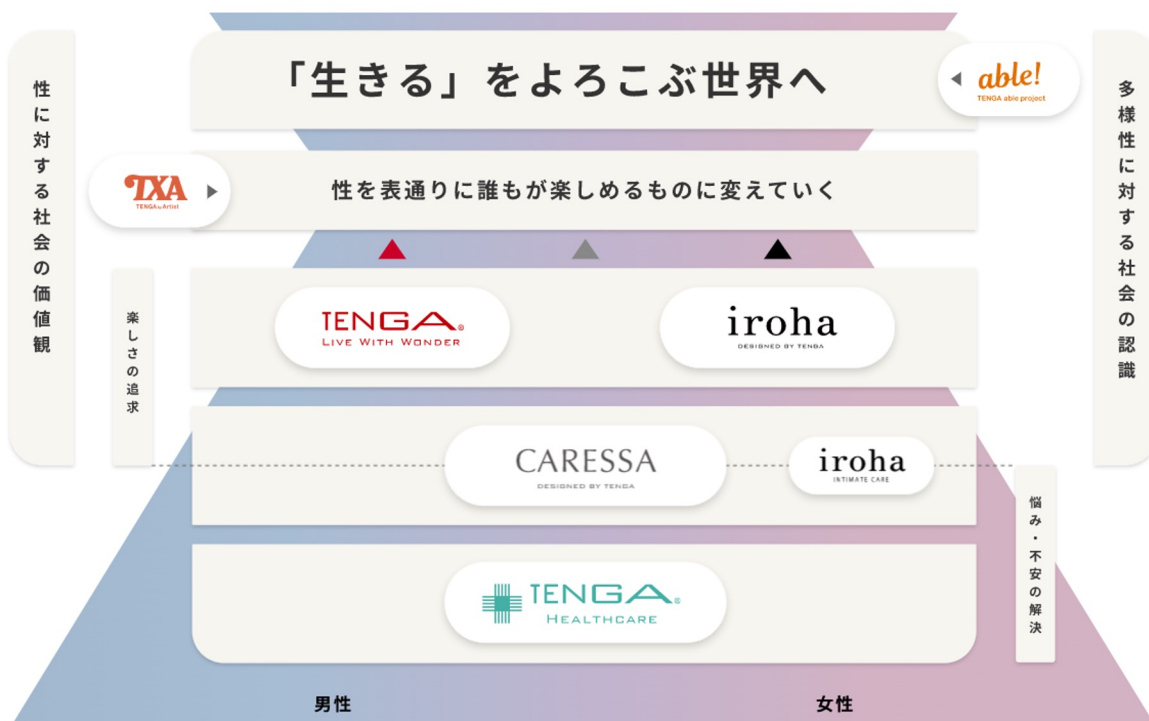 「生きる」をよろこぶ世界へ
able!
TENGA able project
性に対する社会の価値観
多様性に対する社会の認識
TXA
TENGA by Artist
性を表通りに誰もが楽しめるものに変えていく
楽しさの追求
TENGA®
LIVE WITH WONDER
iroha
DESIGNED BY TENGA
CARESSA
DESIGNED BY TENGA
iroha
INTIMATE CARE
悩み・不安の解決
TENGA®
HEALTHCARE
男性
女性